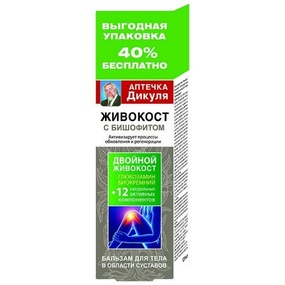 ВЫГОДНАЯ
УПАКОВКА
40%
БЕСПЛАТНО
АПТЕЧКА
Дикуля
ЖИВОКОСТ
С БИШОФИТОМ
Активизирует процессы
обновления и регенерации
ДВОЙНОЙ
ЖИВОКОСТ
ГЛЮКОЗАМИН
БИОКРЕМНИЙ
+12 натуральных
активных
компонентов
БАЛЬЗАМ ДЛЯ ТЕЛА
В ОБЛАСТИ СУСТАВОВ